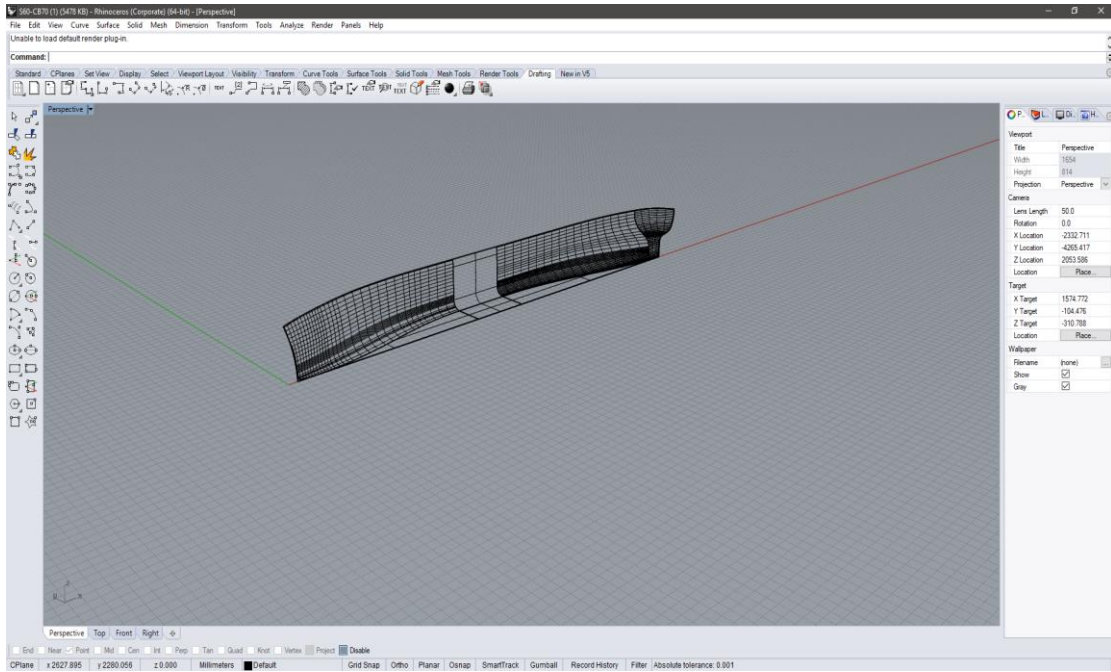 S60-CB70 (1) (5478 KB) - Rhinoceros (Corporate) (64-bit) - [Perspective]
File Edit View Curve Surface Solid Mesh Dimension Transform Tools Analyze Render Panels Help
Unable to load default render plug-in.
Command:
Standard CPlanes Set View Display Select Viewport Layout Visibility Transform Curve Tools Surface Tools Solid Tools Mesh Tools Render Tools Drafting New in V5
Perspective
P.. L.. Di.. H..
Viewport
Title Perspective
Width 1654
Height 814
Projection Perspective
Camera
Lens Length 50.0
Rotation 0.0
X Location -2332.711
Y Location -4265.417
Z Location 2053.586
Location Place...
Target
X Target 1574.772
Y Target -104.476
Z Target -310.788
Location Place...
Wallpaper
Filename (none) ...
Show
Gray
Perspective Top Front Right
End Near Point Mid Cen Int Perp Tan Quad Knot Vertex Project Disable
CPlane x 2627.895 y 2280.056 z 0.000 Millimeters Default Grid Snap Ortho Planar Osnap SmartTrack Gumball Record History Filter Absolute tolerance: 0.001